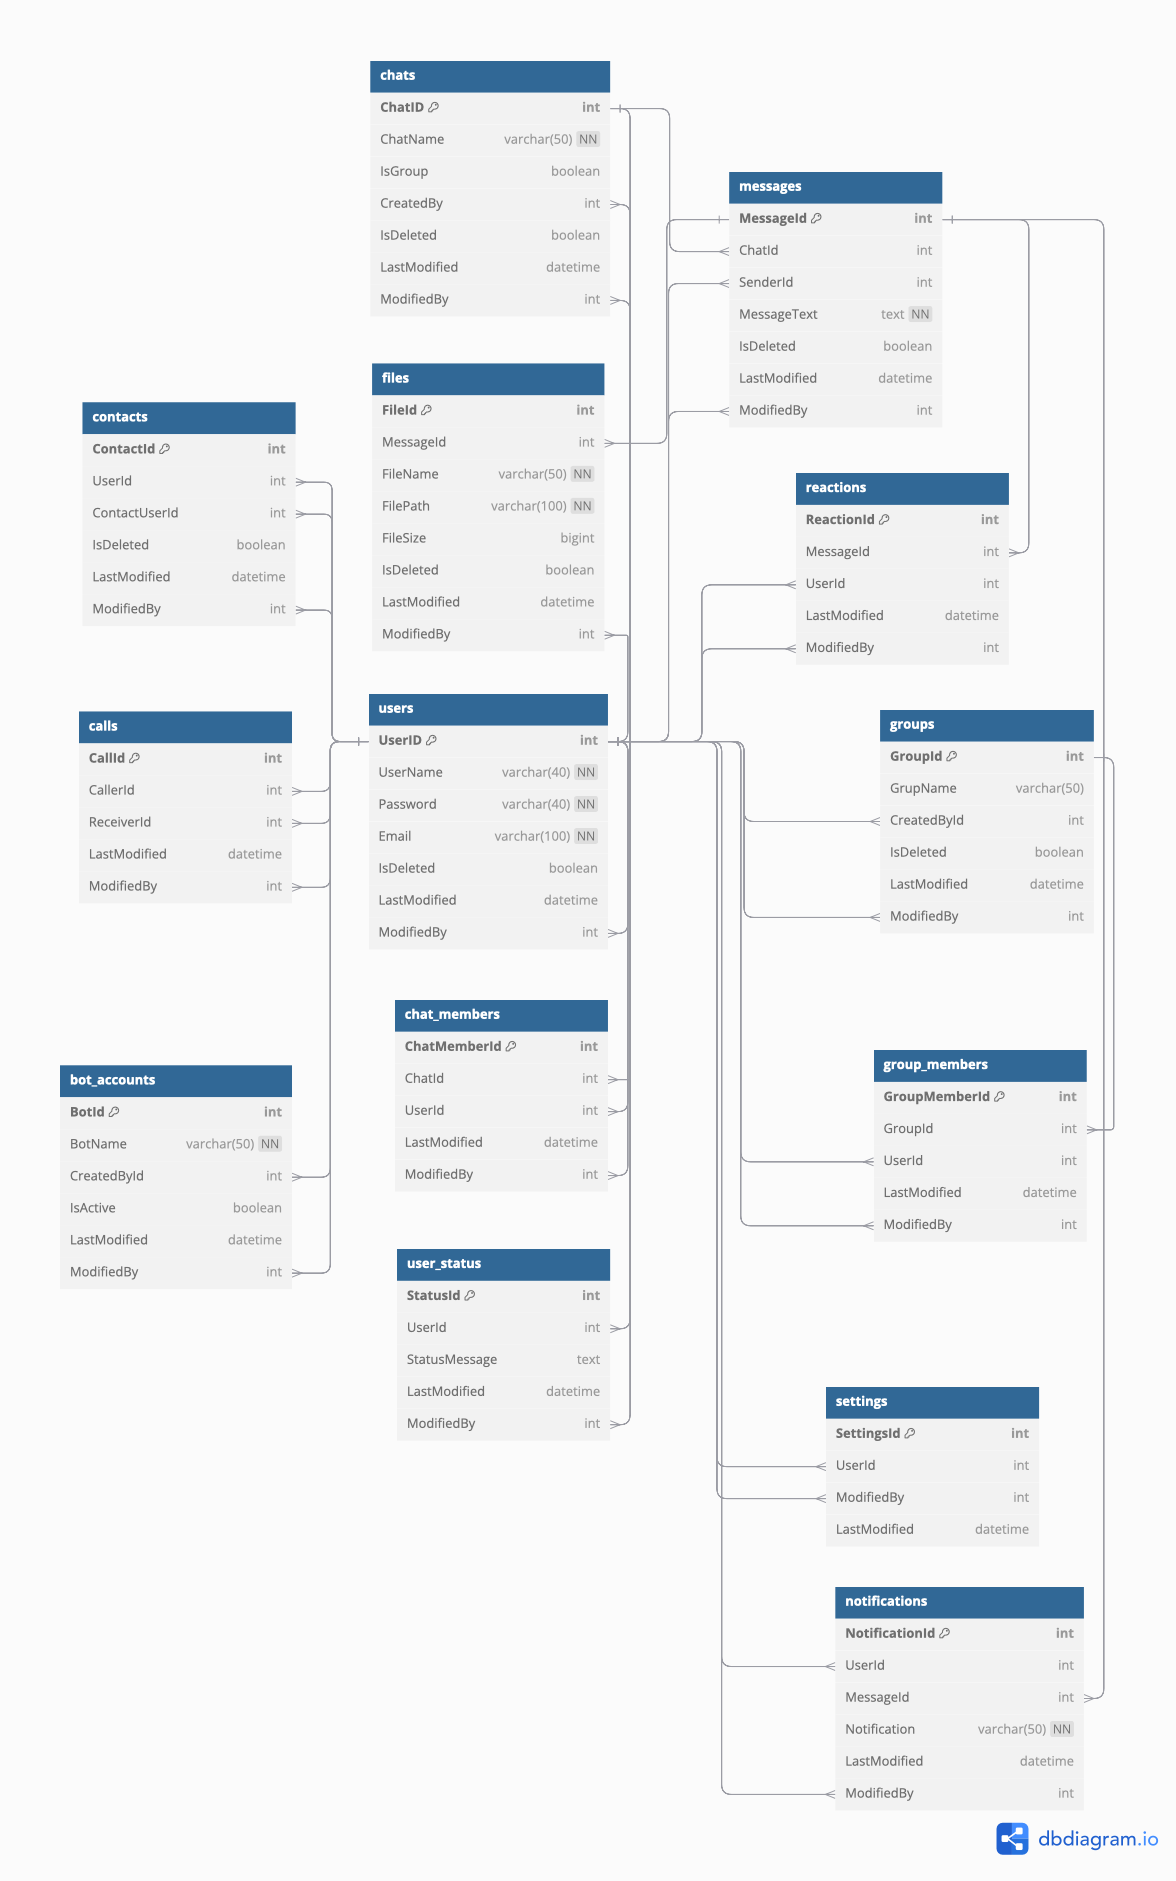 chats
ChatID int
ChatName varchar(50) NN
IsGroup boolean
CreatedBy int
IsDeleted boolean
LastModified datetime
ModifiedBy int
messages
MessageId int
ChatId int
SenderId int
MessageText text NN
IsDeleted boolean
LastModified datetime
ModifiedBy int
files
FileId int
MessageId int
FileName varchar(50) NN
FilePath varchar(100) NN
FileSize bigint
IsDeleted boolean
LastModified datetime
ModifiedBy int
contacts
ContactId int
UserId int
ContactUserId int
IsDeleted boolean
LastModified datetime
ModifiedBy int
reactions
ReactionId int
MessageId int
UserId int
LastModified datetime
ModifiedBy int
users
UserID int
UserName varchar(40) NN
Password varchar(40) NN
Email varchar(100) NN
IsDeleted boolean
LastModified datetime
ModifiedBy int
calls
CallId int
CallerId int
ReceiverId int
LastModified datetime
ModifiedBy int
groups
GroupId int
GrupName varchar(50)
CreatedById int
IsDeleted boolean
LastModified datetime
ModifiedBy int
chat_members
ChatMemberId int
ChatId int
UserId int
LastModified datetime
ModifiedBy int
group_members
GroupMemberId int
GroupId int
UserId int
LastModified datetime
ModifiedBy int
bot_accounts
BotId int
BotName varchar(50) NN
CreatedById int
IsActive boolean
LastModified datetime
ModifiedBy int
user_status
StatusId int
UserId int
StatusMessage text
LastModified datetime
ModifiedBy int
settings
SettingsId int
UserId int
ModifiedBy int
LastModified datetime
notifications
NotificationId int
UserId int
MessageId int
Notification varchar(50) NN
LastModified datetime
ModifiedBy int
dbdiagram.io